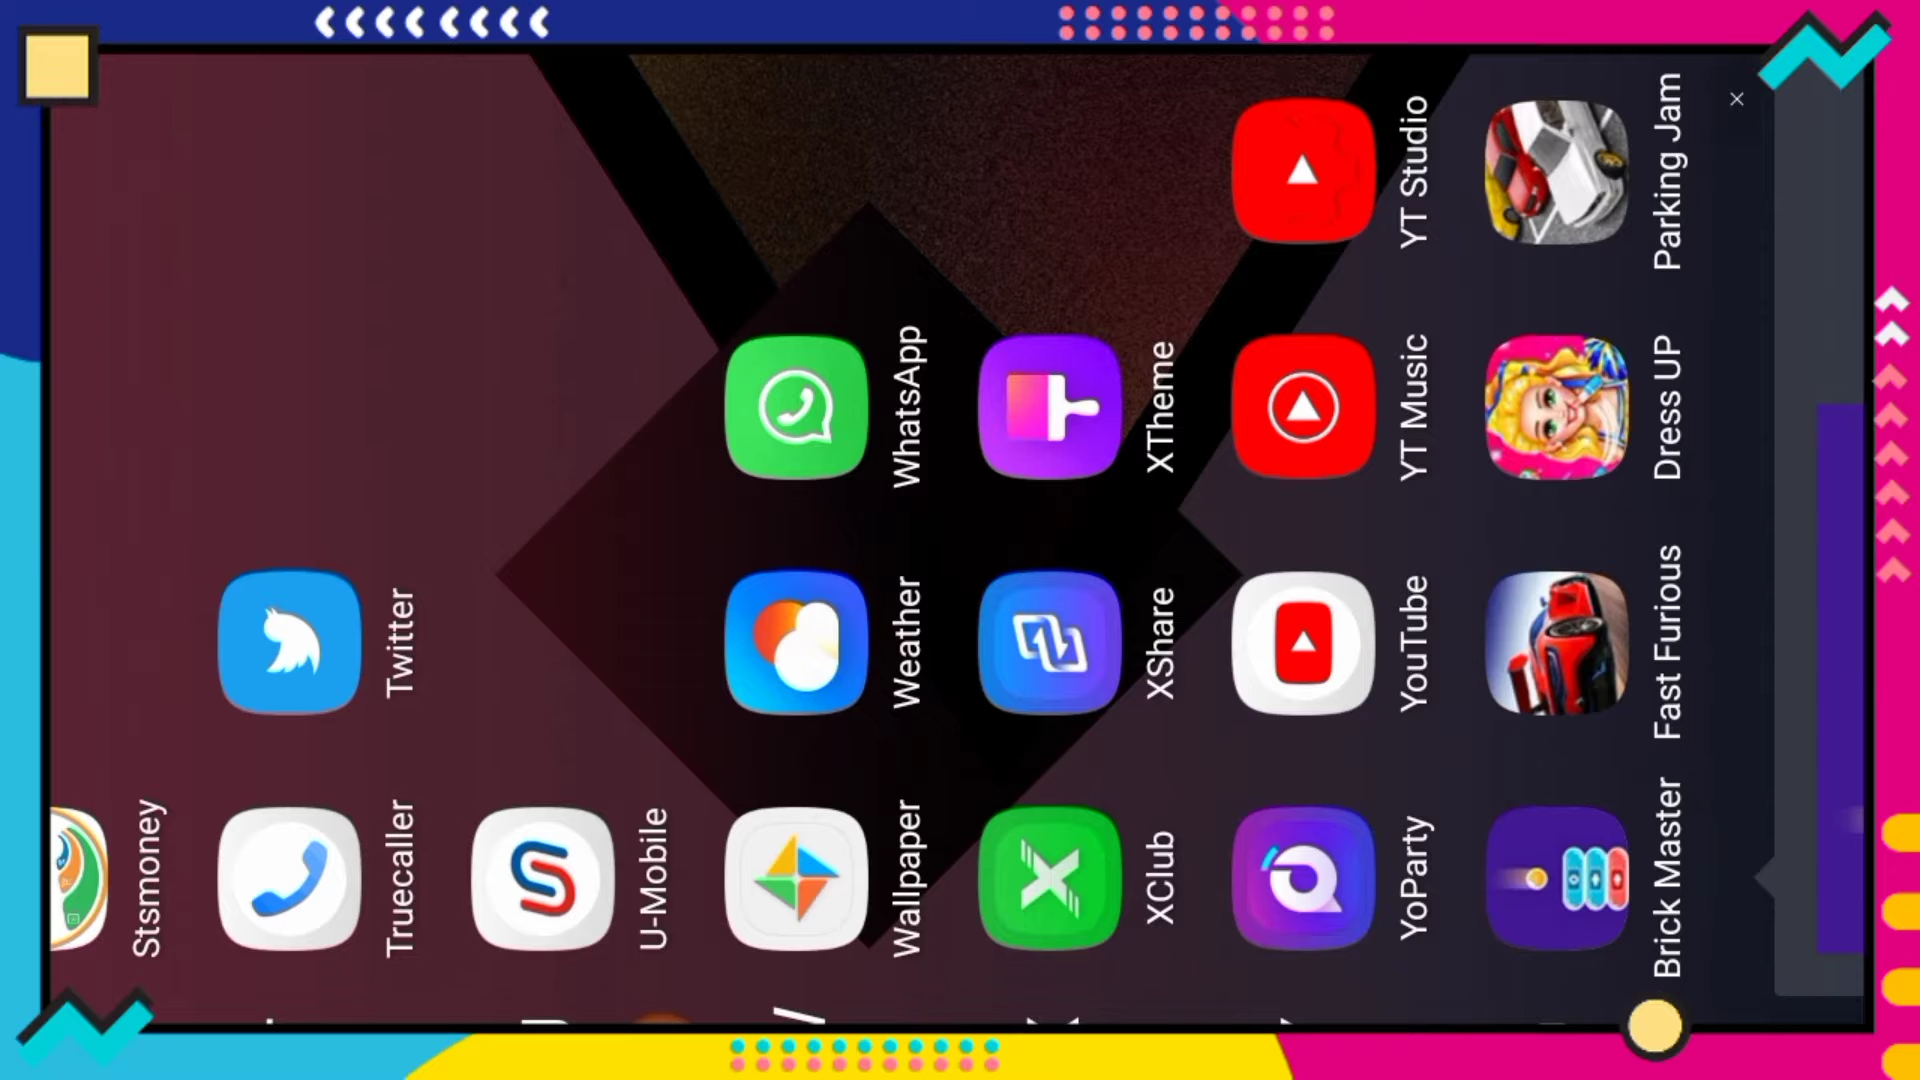 Stsmoney
Truecaller Twitter
U-Mobile
Wallpaper Weather WhatsApp
XClub XShare XTheme
YoParty YouTube YT Music YT Studio
Brick Master Fast Furious Dress UP Parking Jam